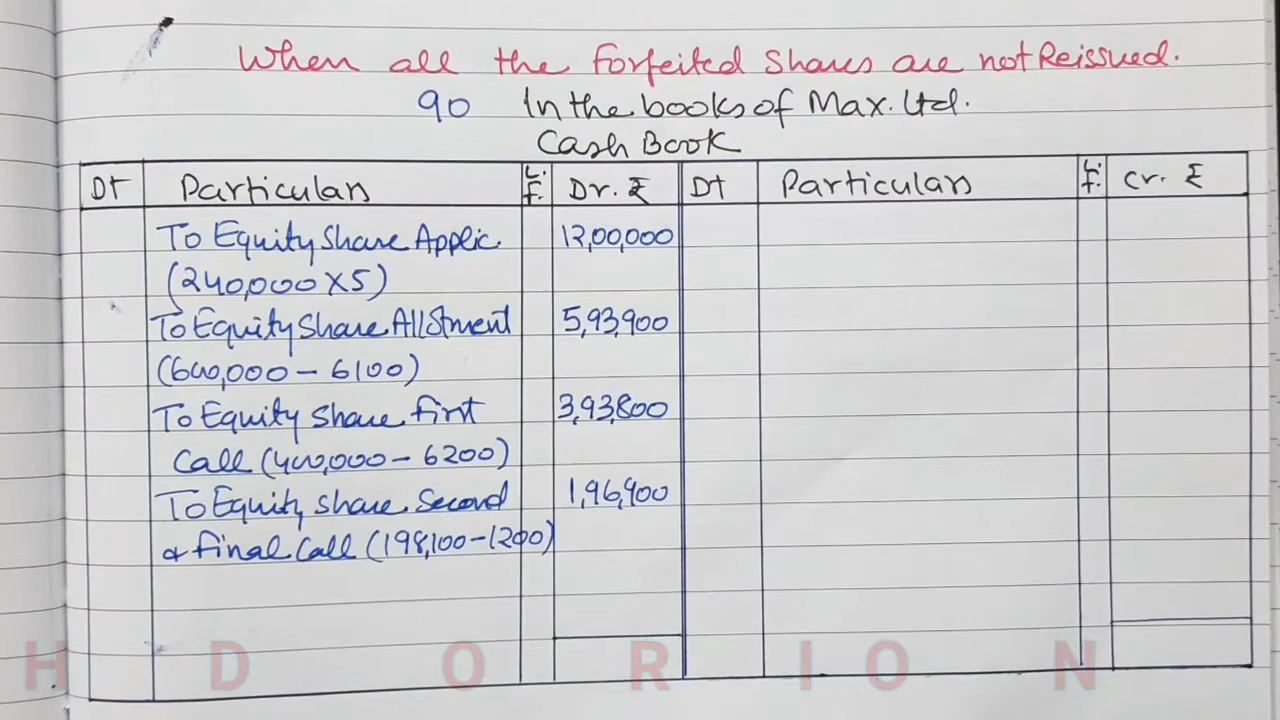 When all the Forfeited Shares are not Reissued.
90 In the books of Max. Ltd.
Cash Book
Dt Particulars L.F. Dr. ₹ Dt Particulars L.F. Cr. ₹
To Equity Share Applic. 12,00,000
(240,000 X 5)
To Equity Share Allotment 5,93,900
(600,000 - 6100)
To Equity Share first 3,93,800
Call (400,000 - 6200)
To Equity Share Second 1,96,900
& final Call (198,100 - 1200)
H D O R I O N